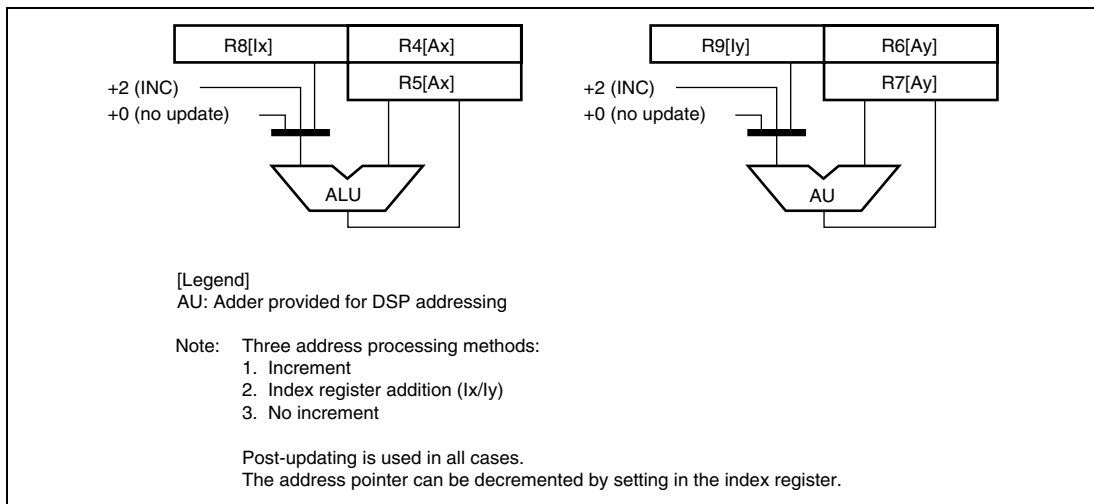 R8[Ix] R4[Ax] R9[Iy] R6[Ay]
R5[Ax] R7[Ay]
+2 (INC) +2 (INC)
+0 (no update) +0 (no update)
ALU AU
[Legend]
AU: Adder provided for DSP addressing
Note: Three address processing methods:
1. Increment
2. Index register addition (Ix/Iy)
3. No increment
Post-updating is used in all cases.
The address pointer can be decremented by setting in the index register.